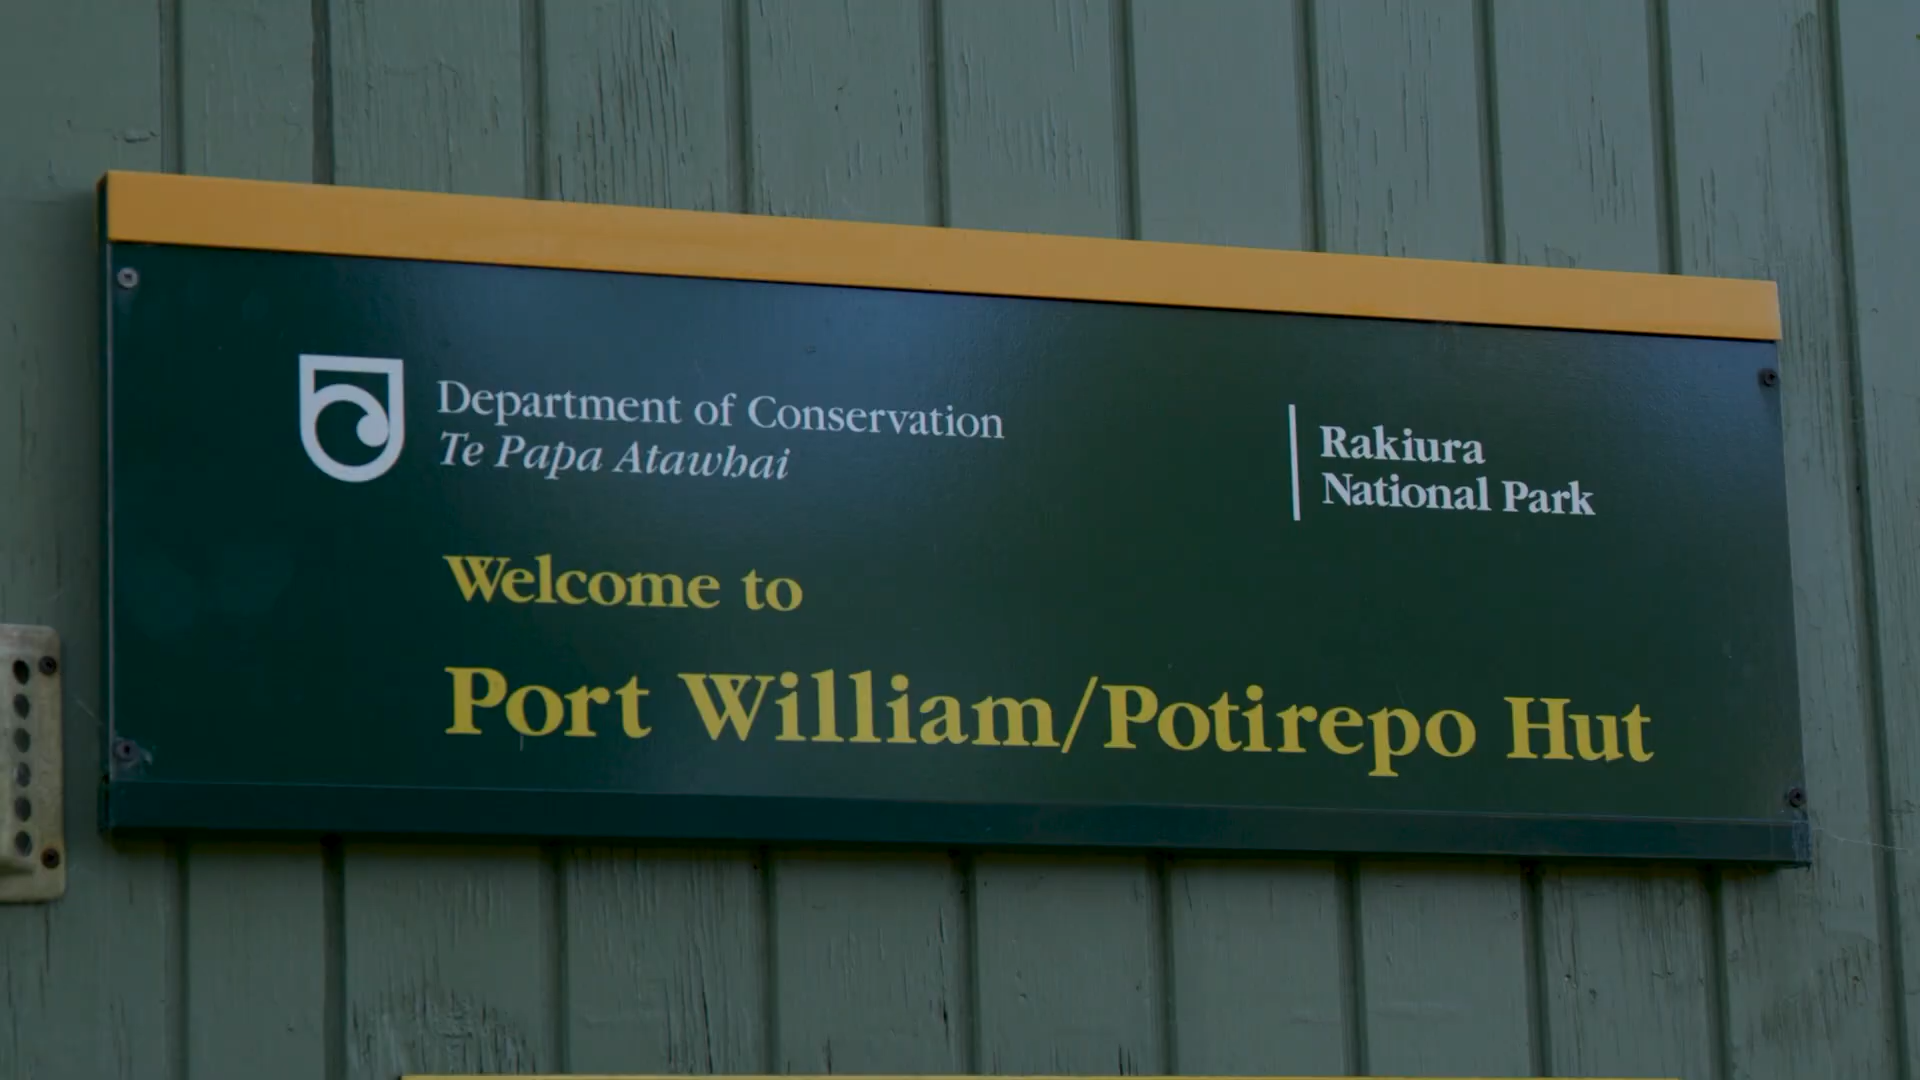 Department of Conservation
Te Papa Atawhai
Rakiura
National Park
Welcome to
Port William/Potirepo Hut